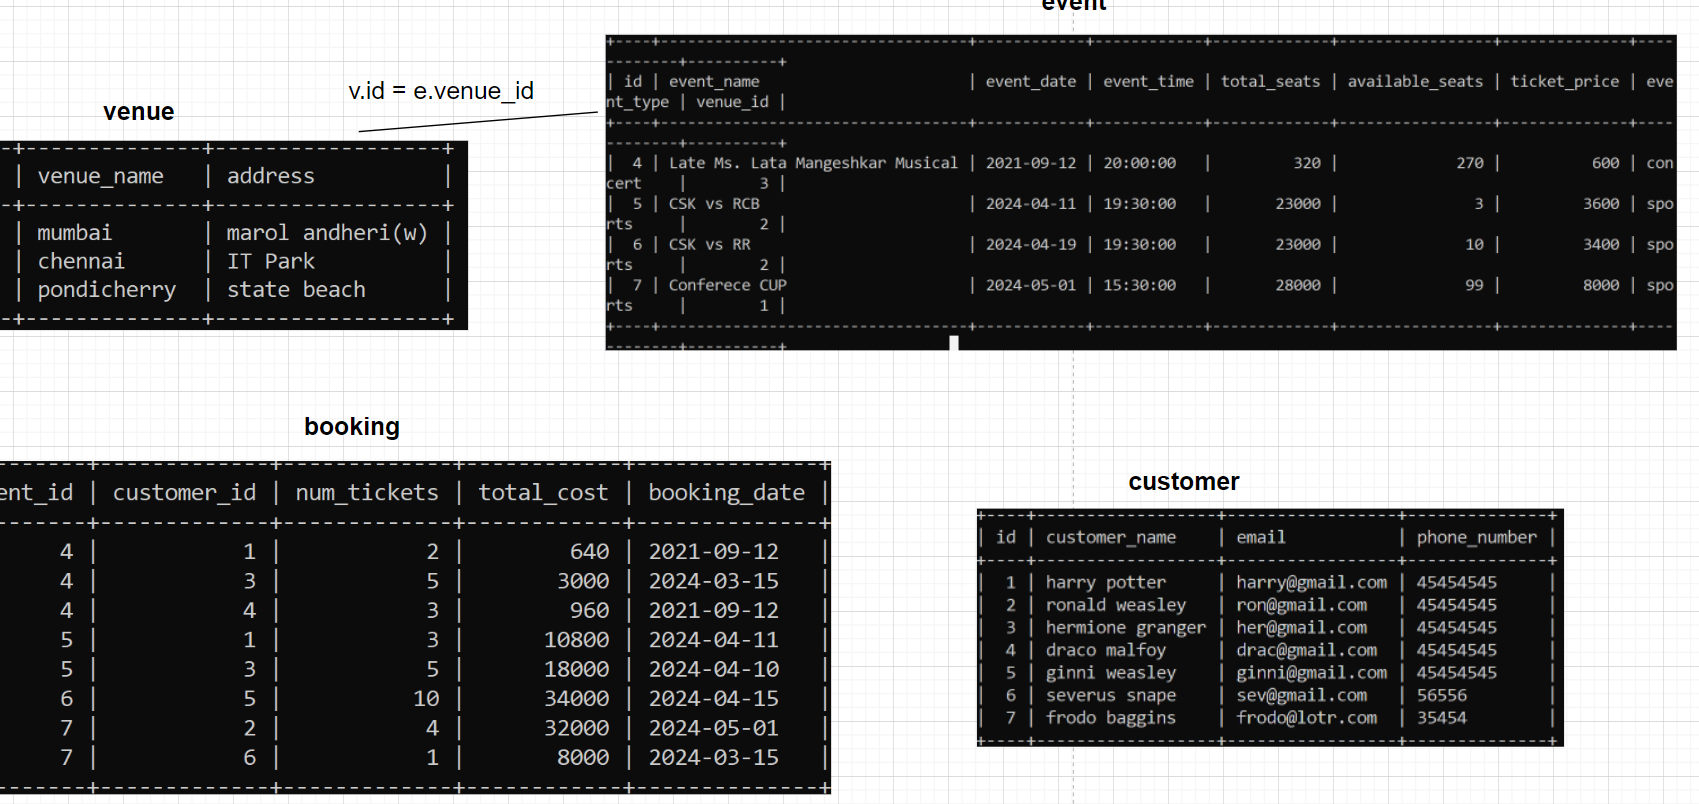 event
v.id = e.venue_id
venue
| venue_name | address |
| mumbai | marol andheri(w) |
| chennai | IT Park |
| pondicherry | state beach |
| id | event_name | event_date | event_time | total_seats | available_seats | ticket_price | eve
nt_type | venue_id |
| 4 | Late Ms. Lata Mangeshkar Musical | 2021-09-12 | 20:00:00 | 320 | 270 | 600 | con
cert | 3 |
| 5 | CSK vs RCB | 2024-04-11 | 19:30:00 | 23000 | 3 | 3600 | spo
rts | 2 |
| 6 | CSK vs RR | 2024-04-19 | 19:30:00 | 23000 | 10 | 3400 | spo
rts | 2 |
| 7 | Conferece CUP | 2024-05-01 | 15:30:00 | 28000 | 99 | 8000 | spo
rts | 1 |
booking
ent_id | customer_id | num_tickets | total_cost | booking_date |
4 | 1 | 2 | 640 | 2021-09-12 |
4 | 3 | 5 | 3000 | 2024-03-15 |
4 | 4 | 3 | 960 | 2021-09-12 |
5 | 1 | 3 | 10800 | 2024-04-11 |
5 | 3 | 5 | 18000 | 2024-04-10 |
6 | 5 | 10 | 34000 | 2024-04-15 |
7 | 2 | 4 | 32000 | 2024-05-01 |
7 | 6 | 1 | 8000 | 2024-03-15 |
customer
| id | customer_name | email | phone_number |
| 1 | harry potter | harry@gmail.com | 45454545 |
| 2 | ronald weasley | ron@gmail.com | 45454545 |
| 3 | hermione granger | her@gmail.com | 45454545 |
| 4 | draco malfoy | drac@gmail.com | 45454545 |
| 5 | ginni weasley | ginni@gmail.com | 45454545 |
| 6 | severus snape | sev@gmail.com | 56556 |
| 7 | frodo baggins | frodo@lotr.com | 35454 |